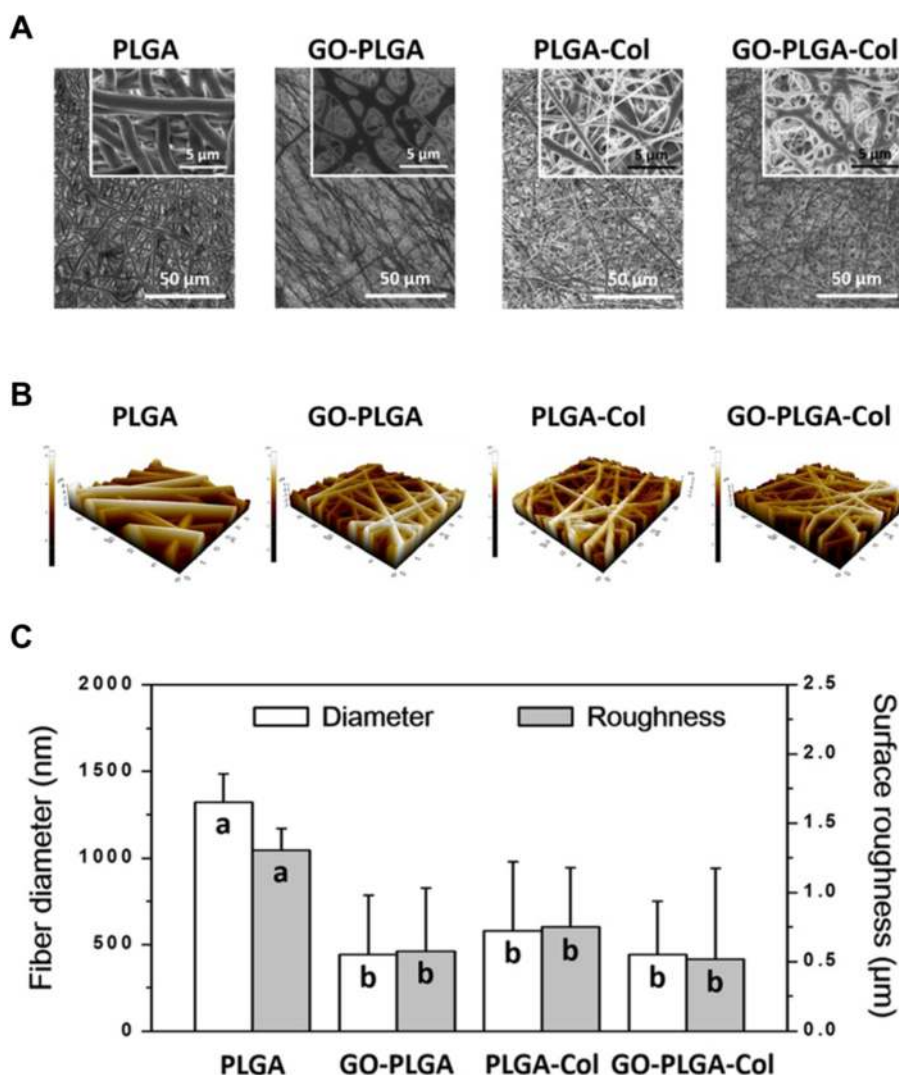 A
PLGA GO-PLGA PLGA-Col GO-PLGA-Col
5 µm 5 µm 5 µm 5 µm
50 µm 50 µm 50 µm 50 µm
B
PLGA GO-PLGA PLGA-Col GO-PLGA-Col
C
Fiber diameter (nm)
2000
1500
1000
500
0
Diameter Roughness
a a b b b b b b
2.5
2.0
1.5
1.0
0.5
0.0
Surface roughness (µm)
PLGA GO-PLGA PLGA-Col GO-PLGA-Col